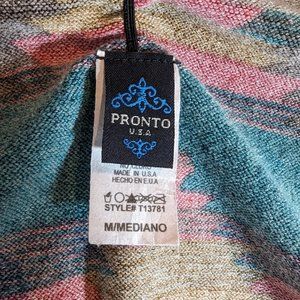 PRONTO
U.S.A
MADE IN U.S.A
HECHO EN E.U.A
STYLE# T13781
M/MEDIANO